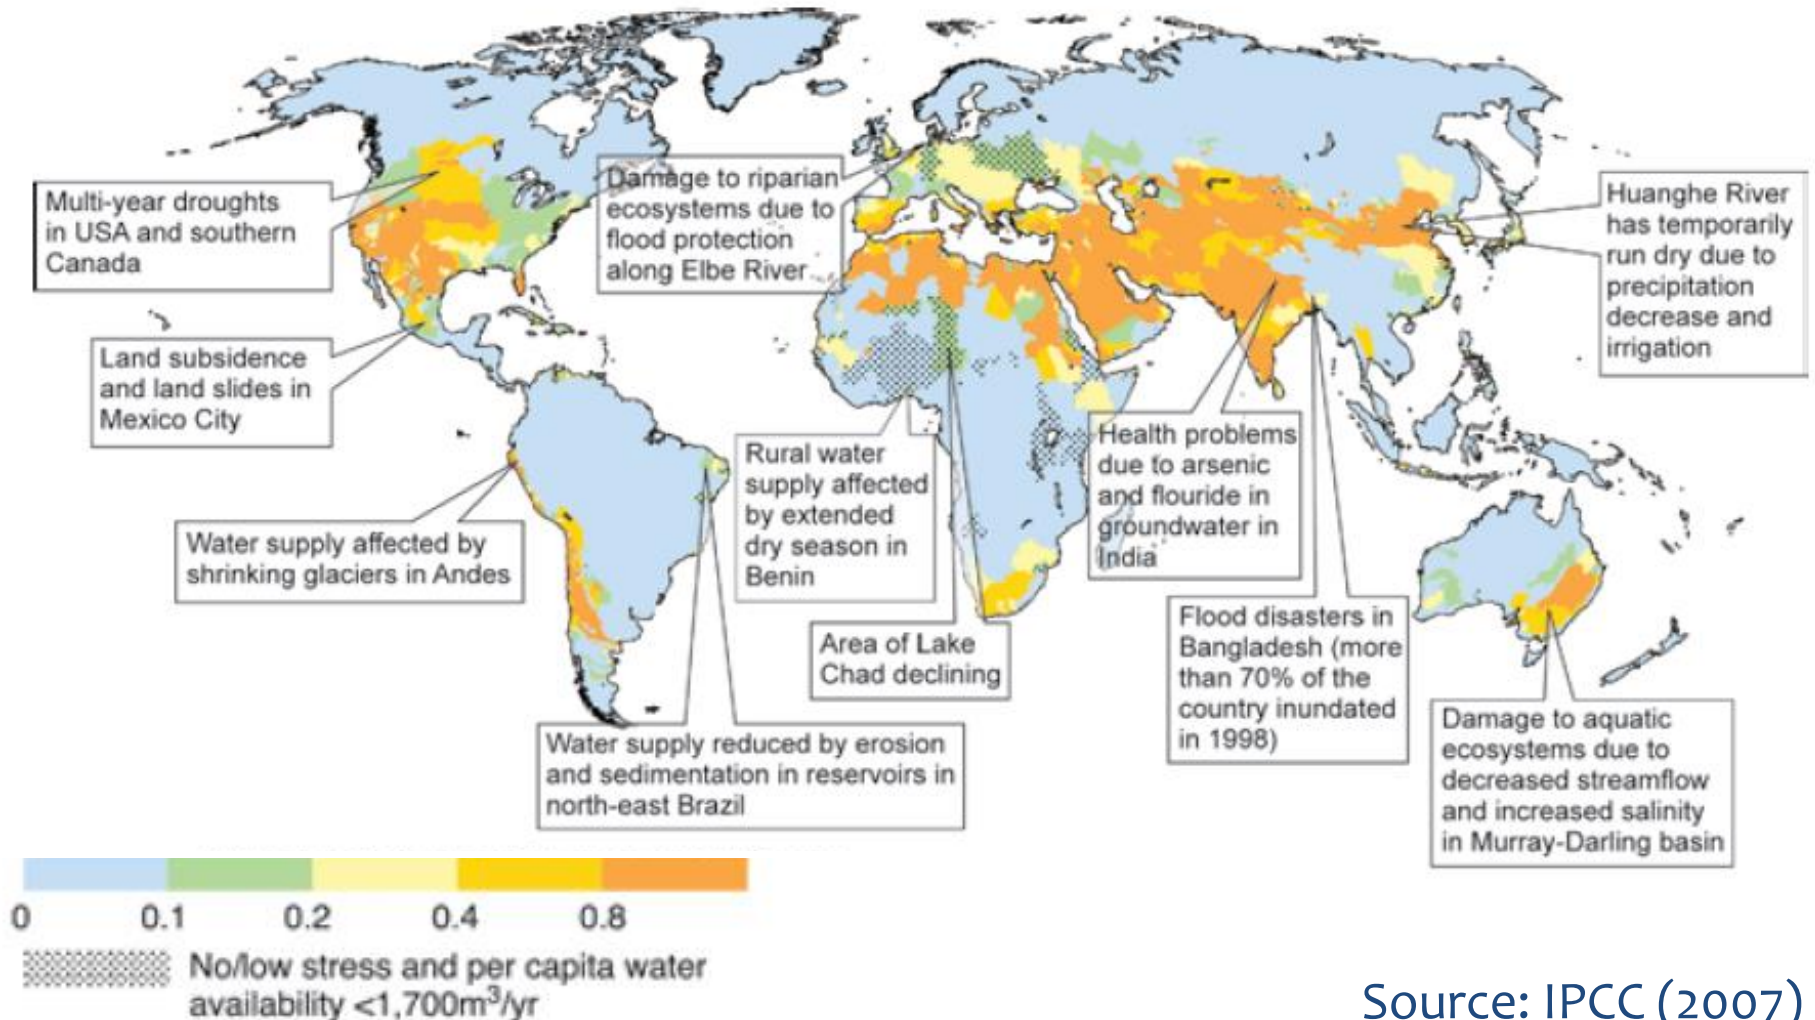 Multi-year droughts
in USA and southern
Canada
Land subsidence
and land slides in
Mexico City
Water supply affected by
shrinking glaciers in Andes
Damage to riparian
ecosystems due to
flood protection
along Elbe River
Rural water
supply affected
by extended
dry season in
Benin
Area of Lake
Chad declining
Water supply reduced by erosion
and sedimentation in reservoirs in
north-east Brazil
Health problems
due to arsenic
and flouride in
groundwater in
India
Flood disasters in
Bangladesh (more
than 70% of the
country inundated
in 1998)
Huanghe River
has temporarily
run dry due to
precipitation
decrease and
irrigation
Damage to aquatic
ecosystems due to
decreased streamflow
and increased salinity
in Murray-Darling basin
0 0.1 0.2 0.4 0.8
No/low stress and per capita water
availability <1,700m³/yr
Source: IPCC (2007)